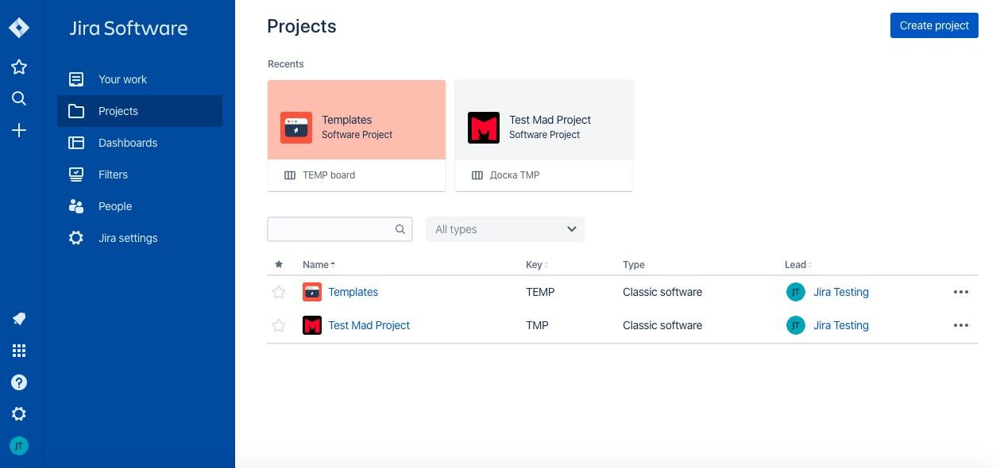 Jira Software
Your work
Projects
Dashboards
Filters
People
Jira settings
JT
Projects
Create project
Recents
Templates
Software Project
TEMP board
Test Mad Project
Software Project
Доска TMP
All types
Name Key Type Lead
Templates TEMP Classic software JT Jira Testing
Test Mad Project TMP Classic software JT Jira Testing